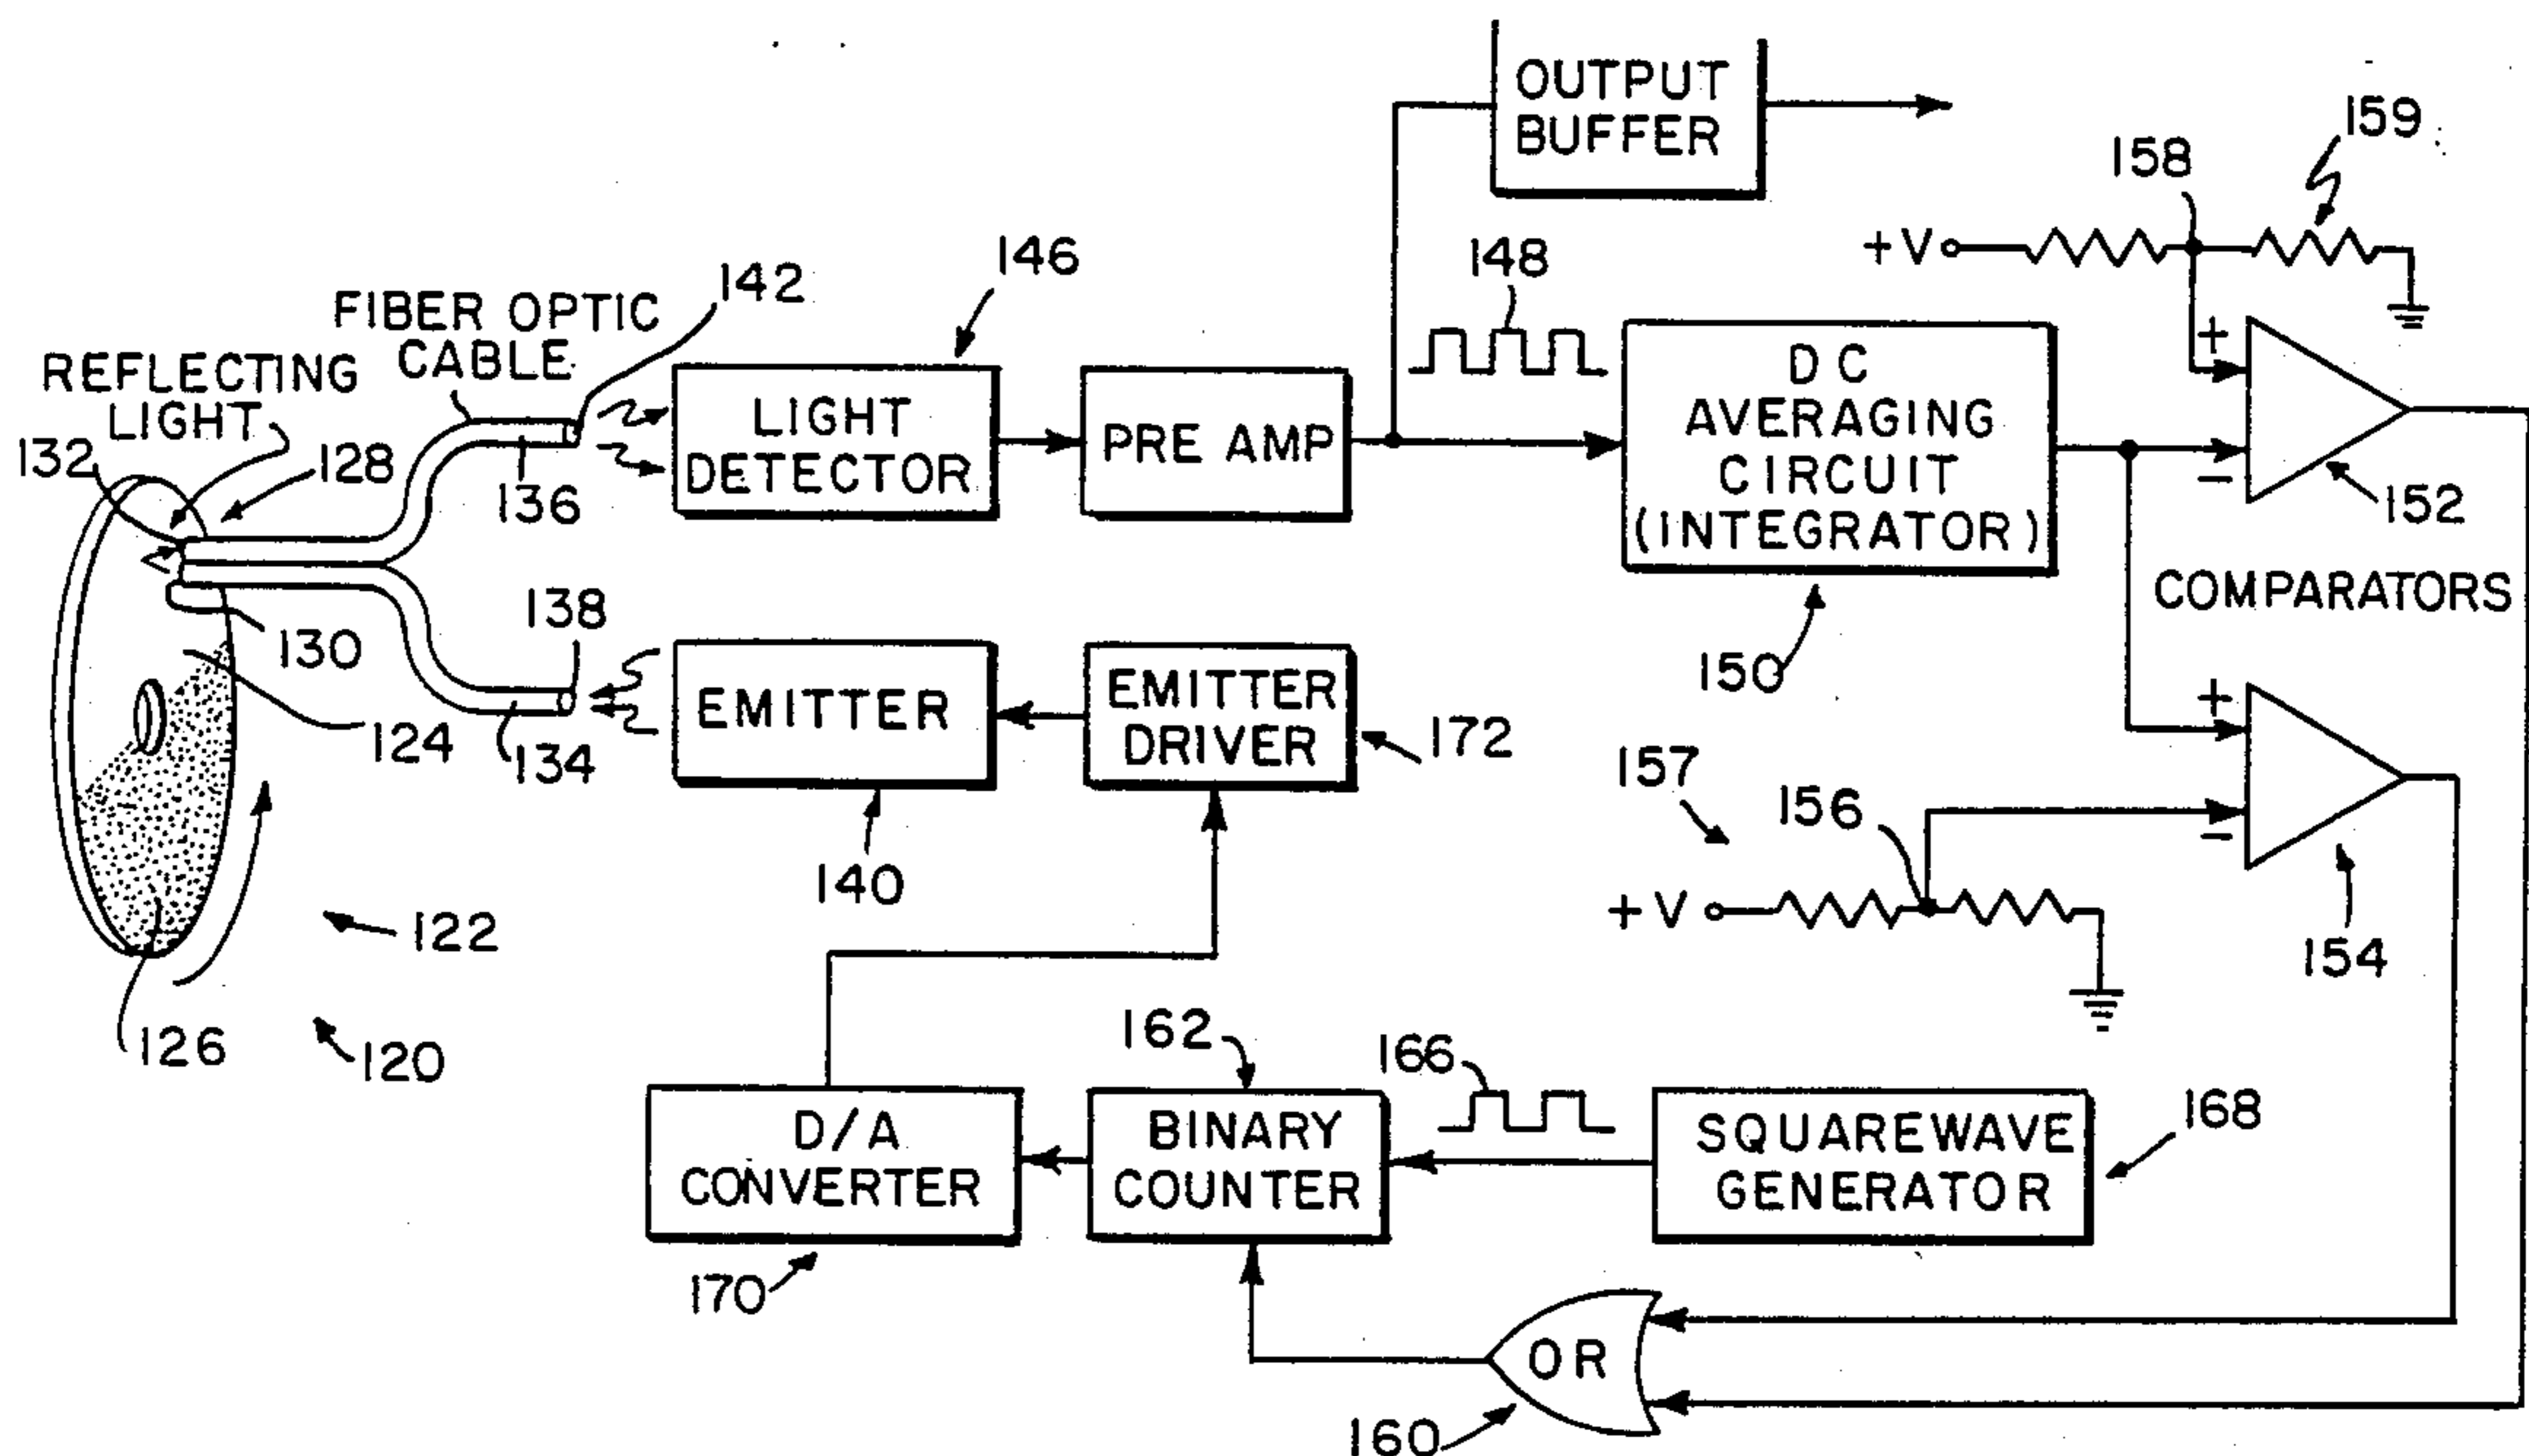 OUTPUT
BUFFER
159
158
+V
148
146
142
FIBER OPTIC
CABLE
REFLECTING
LIGHT
132
128
136
LIGHT
DETECTOR
PRE AMP
DC
AVERAGING
CIRCUIT
(INTEGRATOR)
+
−
152
COMPARATORS
150
130
138
124
134
EMITTER
140
EMITTER
DRIVER
172
157
156
+V
+
−
154
122
126
120
162
166
D/A
CONVERTER
170
BINARY
COUNTER
SQUAREWAVE
GENERATOR
168
OR
160